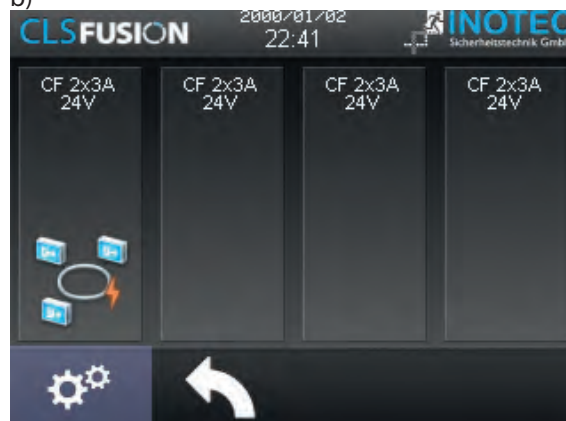 b)
CLSFUSION
2000/01/02
22:41
INOTEC
Sicherheitstechnik Gmb
CF 2x3A
24V
CF 2x3A
24V
CF 2x3A
24V
CF 2x3A
24V